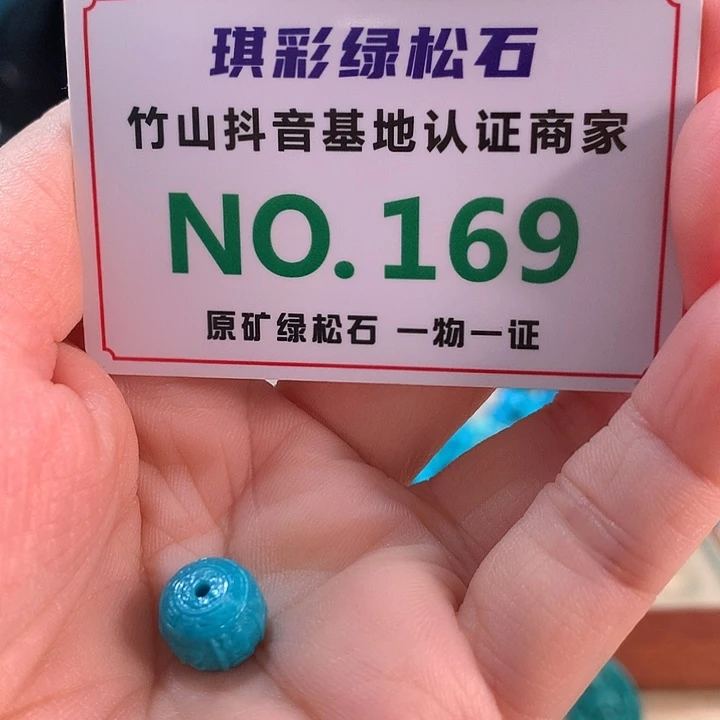 琪彩绿松石
竹山抖音基地认证商家
NO.169
原矿绿松石 一物一证